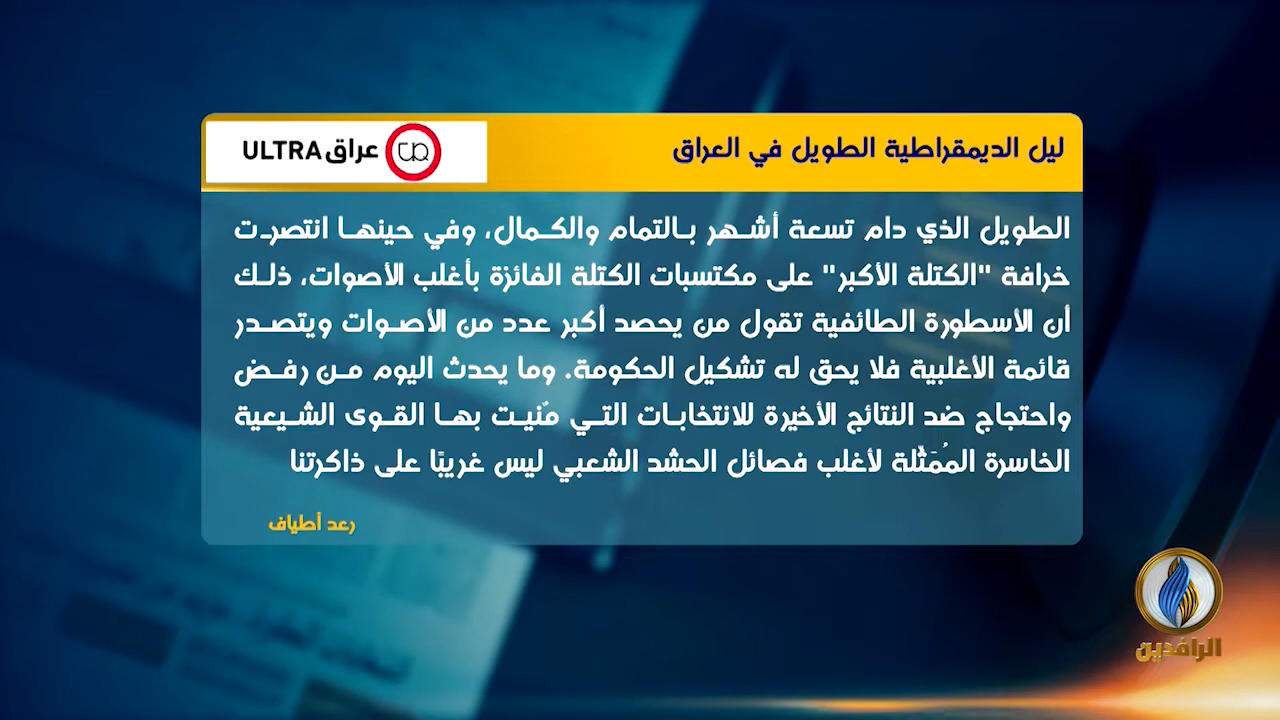 ليل الديمقراطية الطويل في العراق
عراق ULTRA
الطويل الذي دام تسعة أشهر بالتمام والكمال، وفي حينها انتصرت
خرافة "الكتلة الأكبر" على مكتسبات الكتلة الفائزة بأغلب الأصوات، ذلك
أن الأسطورة الطائفية تقول من يحصد أكبر عدد من الأصوات ويتصدر
قائمة الأغلبية فلا يحق له تشكيل الحكومة. وما يحدث اليوم من رفض
واحتجاج ضد النتائج الأخيرة للانتخابات التي مُنيت بها القوى الشيعية
الخاسرة المُمَثّلة لأغلب فصائل الحشد الشعبي ليس غريبًا على ذاكرتنا
رعد أطياف
الرافدين